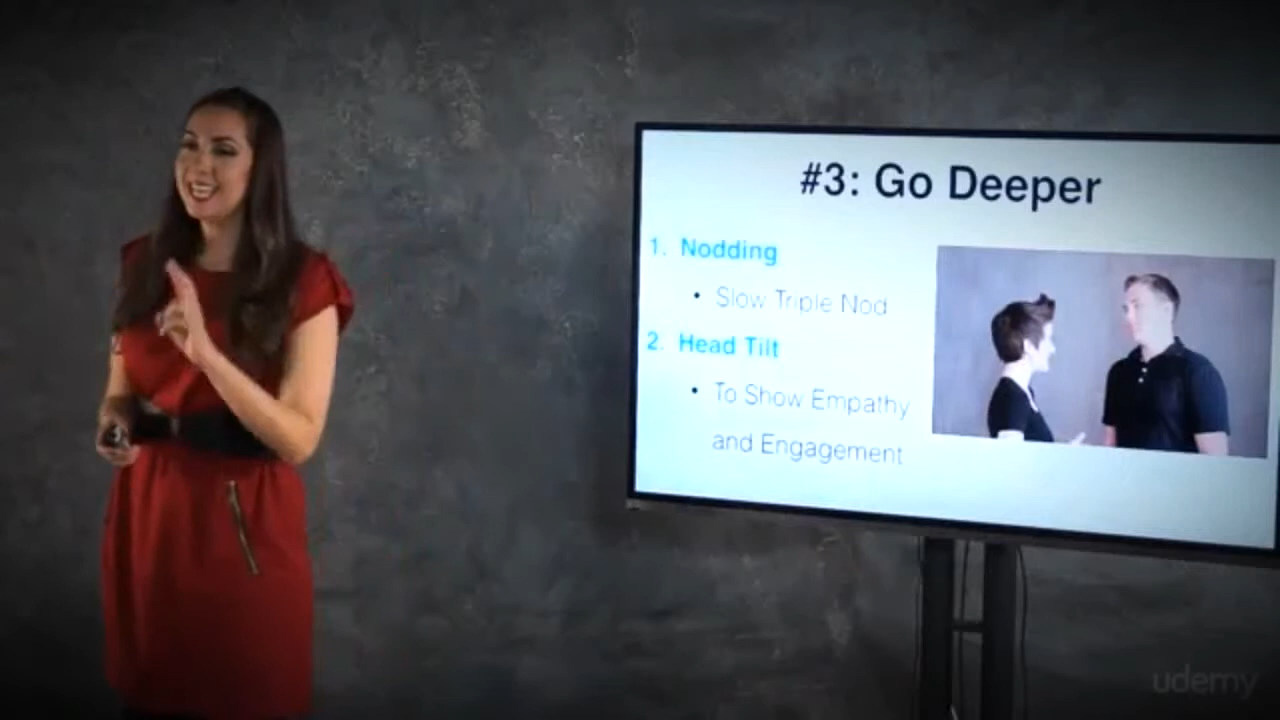 #3: Go Deeper
1. Nodding
• Slow Triple Nod
2. Head Tilt
• To Show Empathy
and Engagement
udemy